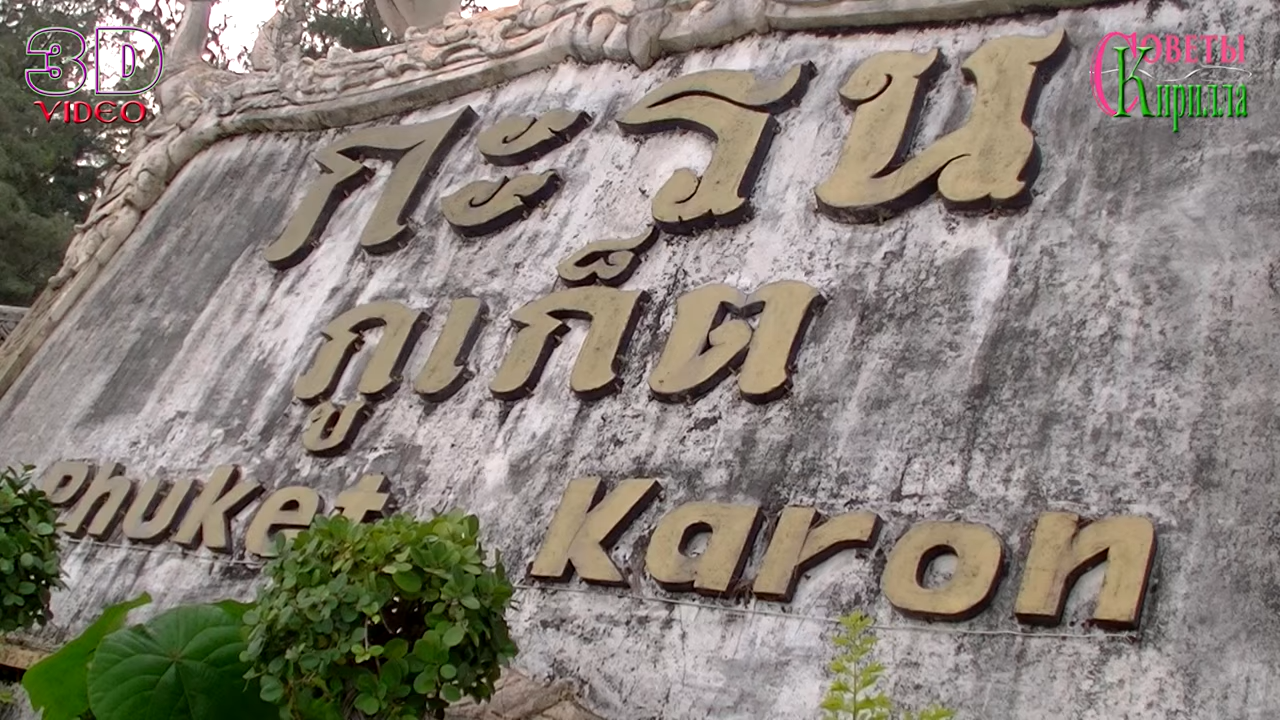 3D
VIDEO
Советы
Кирилла
กะรน
ภูเก็ต
Phuket Karon